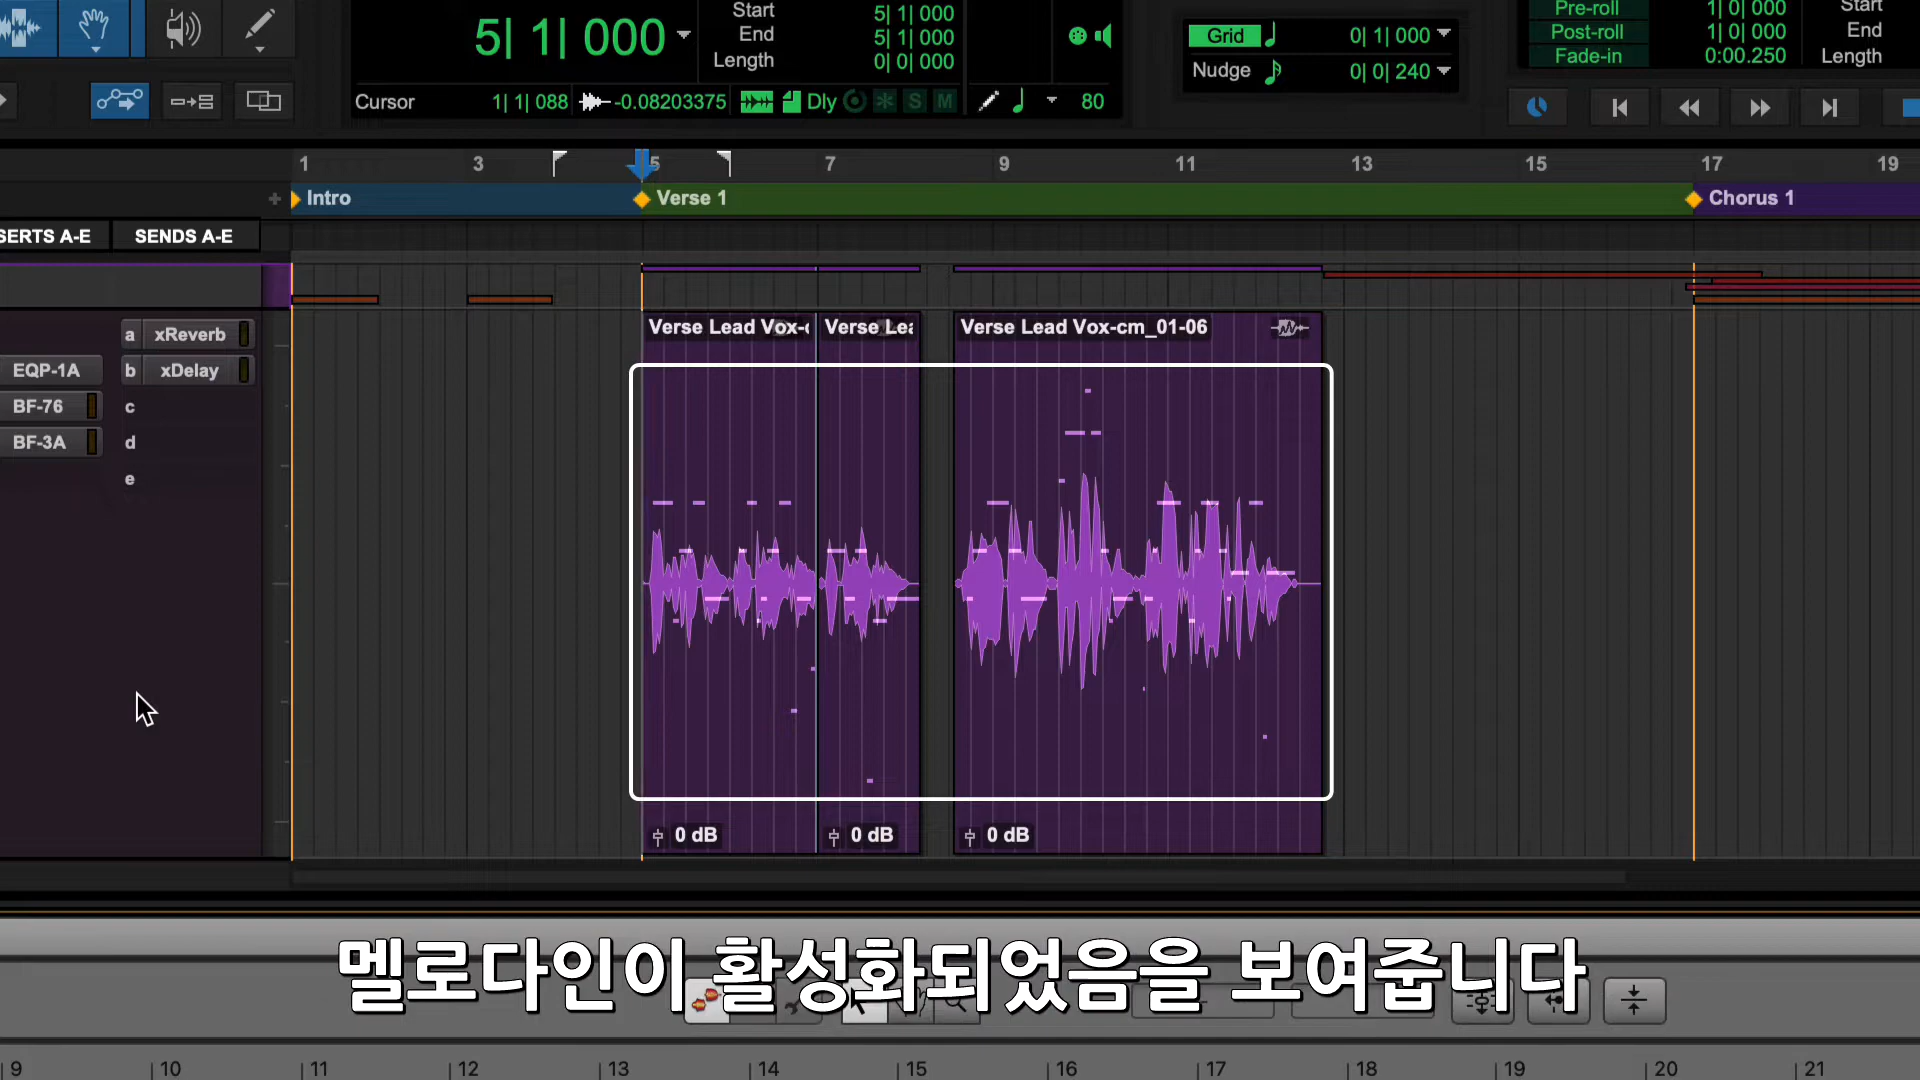 5| 1| 000
Start 5| 1| 000
End 5| 1| 000
Length 0| 0| 000
Cursor 1| 1| 088 -0.08203375 Dly S M 80
Grid 0| 1| 000
Nudge 0| 0| 240
Pre-roll 1| 0| 000 Start
Post-roll 1| 0| 000 End
Fade-in 0:00.250 Length
1 3 5 7 9 11 13 15 17 19
Intro Verse 1 Chorus 1
SERTS A-E SENDS A-E
a xReverb
EQP-1A b xDelay
BF-76 c
BF-3A d
e
Verse Lead Vox-c Verse Lea Verse Lead Vox-cm_01-06
0 dB 0 dB 0 dB
멜로다인이 활성화되었음을 보여줍니다
9 10 11 12 13 14 15 16 17 18 19 20 21